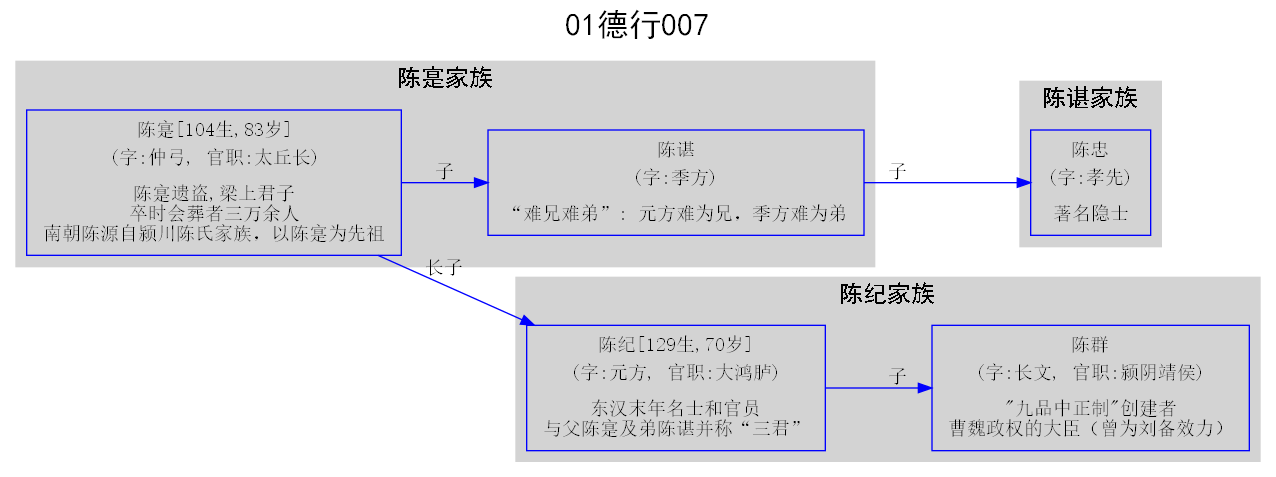 01德行007
陈寔家族
陈寔[104生,83岁]
(字:仲弓, 官职:太丘长)
陈寔遗盗,梁上君子
卒时会葬者三万余人
南朝陈源自颍川陈氏家族，以陈寔为先祖
子
陈谌
(字:季方)
“难兄难弟”: 元方难为兄，季方难为弟
子
陈谌家族
陈忠
(字:孝先)
著名隐士
长子
陈纪家族
陈纪[129生,70岁]
(字:元方, 官职:大鸿胪)
东汉末年名士和官员
与父陈寔及弟陈谌并称“三君”
子
陈群
(字:长文, 官职:颍阴靖侯)
"九品中正制"创建者
曹魏政权的大臣（曾为刘备效力）